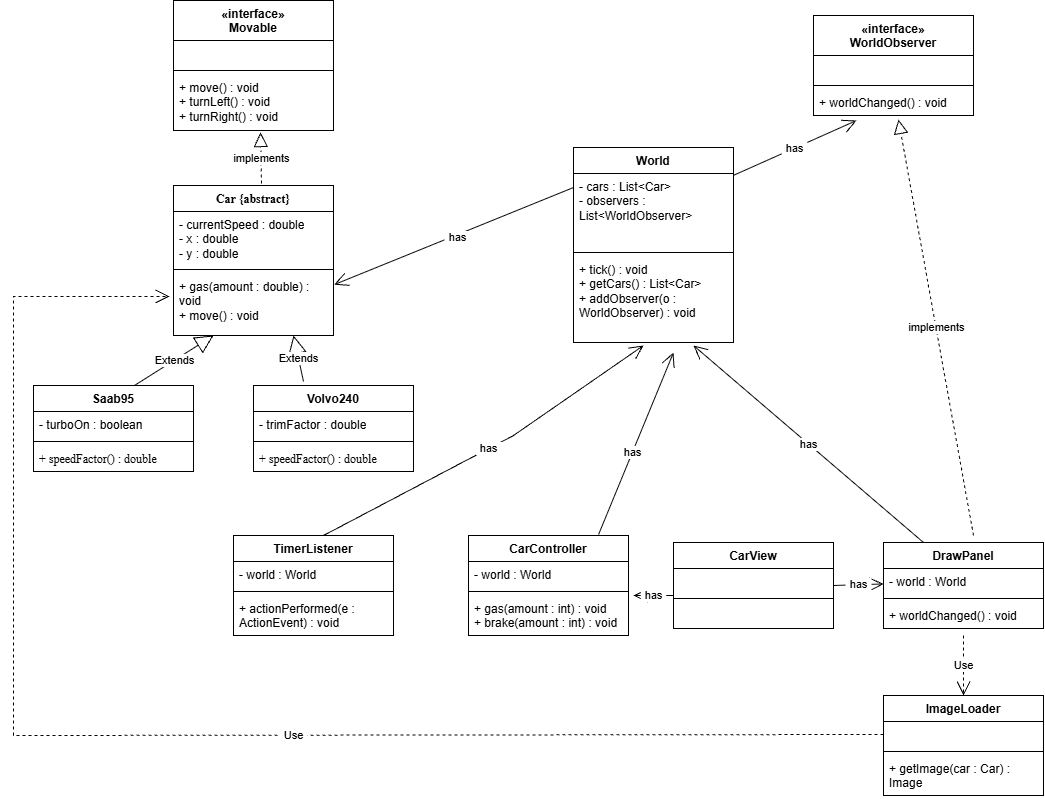 «interface»
Movable
+ move() : void
+ turnLeft() : void
+ turnRight() : void
«interface»
WorldObserver
+ worldChanged() : void
implements
has
World
- cars : List<Car>
- observers :
List<WorldObserver>
+ tick() : void
+ getCars() : List<Car>
+ addObserver(o :
WorldObserver) : void
Car {abstract}
- currentSpeed : double
- x : double
- y : double
+ gas(amount : double) :
void
+ move() : void
has
implements
Extends
Extends
Saab95
- turboOn : boolean
+ speedFactor() : double
Volvo240
- trimFactor : double
+ speedFactor() : double
has
has
has
TimerListener
- world : World
+ actionPerformed(e :
ActionEvent) : void
CarController
- world : World
+ gas(amount : int) : void
+ brake(amount : int) : void
has
CarView
has
DrawPanel
- world : World
+ worldChanged() : void
Use
ImageLoader
+ getImage(car : Car) :
Image
Use